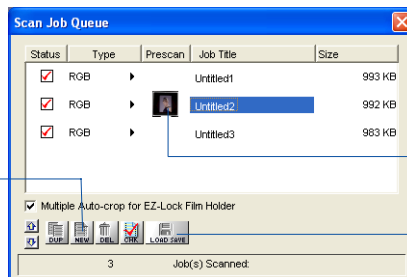 Scan Job Queue
Status Type Prescan Job Title Size
RGB Untitled1 993 KB
RGB Untitled2 992 KB
RGB Untitled3 983 KB
Multiple Auto-crop for EZ-Lock Film Holder
DUP NEW DEL CHK LOAD SAVE
3 Job(s) Scanned: